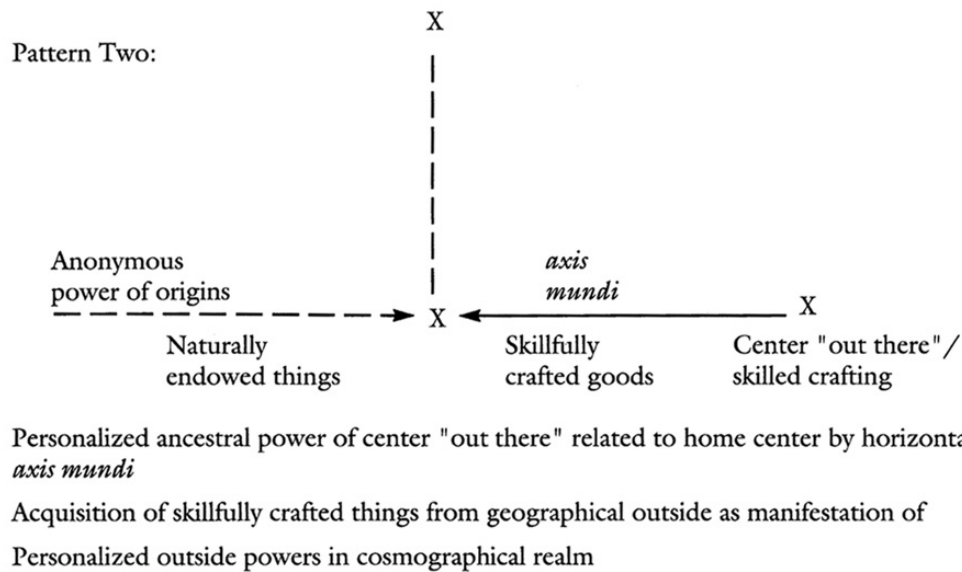 X
Pattern Two:
Anonymous
power of origins
axis
mundi
X
X
Naturally
endowed things
Skillfully
crafted goods
Center "out there"/
skilled crafting
Personalized ancestral power of center "out there" related to home center by horizonta
axis mundi
Acquisition of skillfully crafted things from geographical outside as manifestation of
Personalized outside powers in cosmographical realm